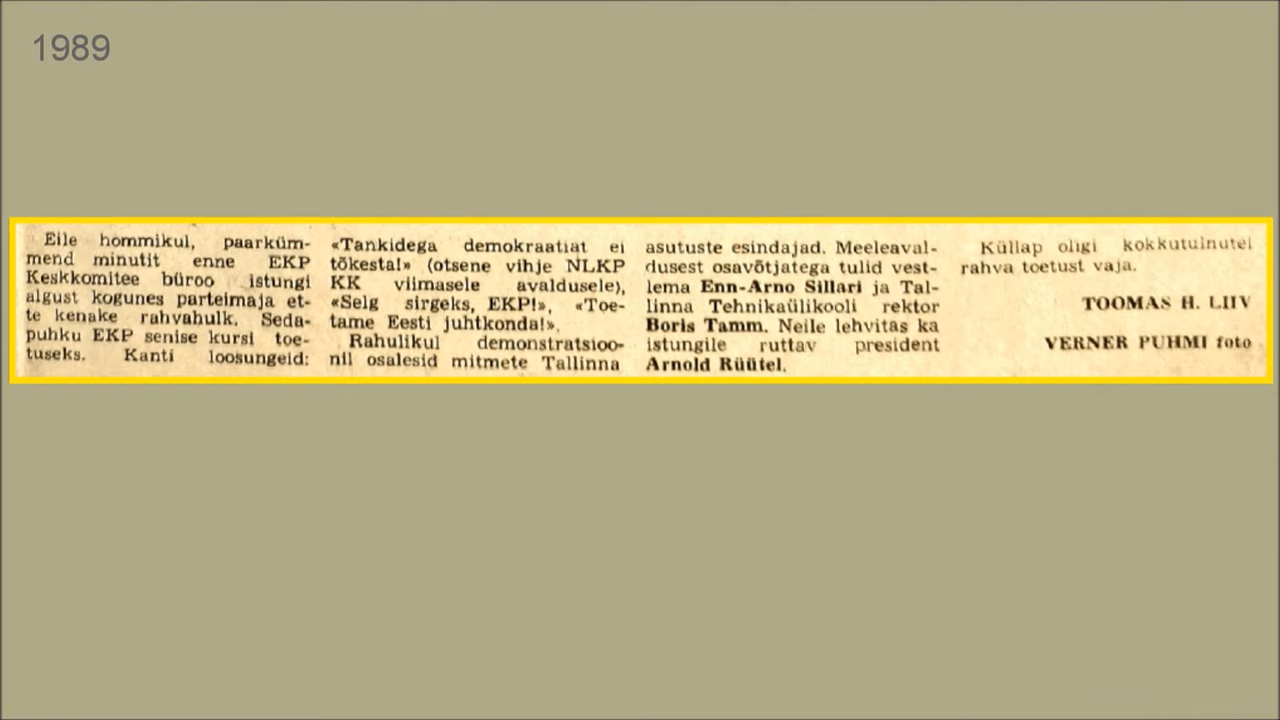 1989
Eile hommikul, paarküm-
mend minutit enne EKP
Keskkomitee büroo istungi
algust kogunes parteimaja et-
te kenake rahvahulk. Seda-
puhku EKP senise kursi toe-
tuseks. Kanti loosungeid:
«Tankidega demokraatiat ei
tõkesta!» (otsene vihje NLKP
KK viimasele avaldusele),
«Selg sirgeks, EKP!», «Toe-
tame Eesti juhtkonda!».
Rahulikul demonstratsioo-
nil osalesid mitmete Tallinna
asutuste esindajad. Meeleaval-
dusest osavõtjatega tulid vest-
lema Enn-Arno Sillari ja Tal-
linna Tehnikaülikooli rektor
Boris Tamm. Neile lehvitas ka
istungile ruttav president
Arnold Rüütel.
Küllap oligi kokkutulnutel
rahva toetust vaja.
TOOMAS H. LIIV
VERNER PUHMI foto